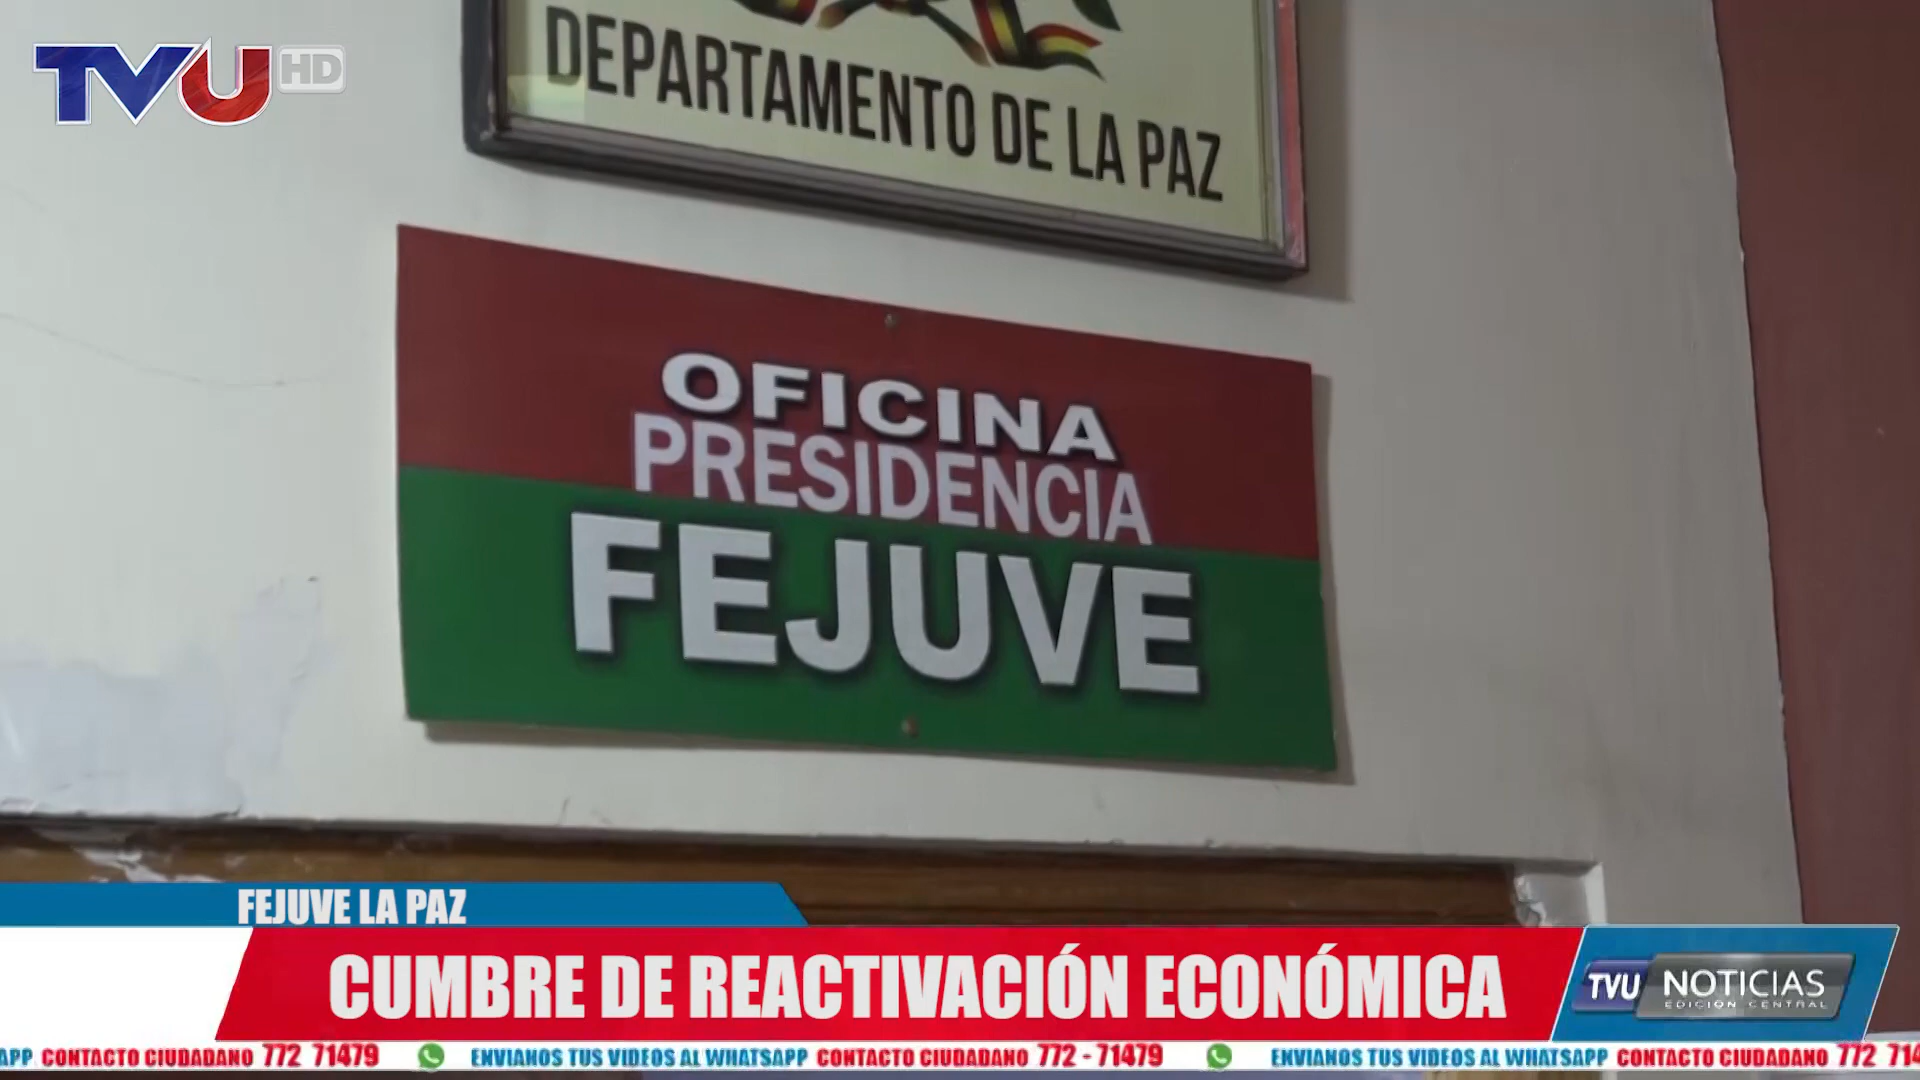 TVU HD
DEPARTAMENTO DE LA PAZ
OFICINA
PRESIDENCIA
FEJUVE
FEJUVE LA PAZ
CUMBRE DE REACTIVACIÓN ECONÓMICA
TVU NOTICIAS
EDICIÓN CENTRAL
APP CONTACTO CIUDADANO 772 71479 ENVIANOS TUS VIDEOS AL WHATSAPP CONTACTO CIUDADANO 772 - 71479 ENVIANOS TUS VIDEOS AL WHATSAPP CONTACTO CIUDADANO 772 714